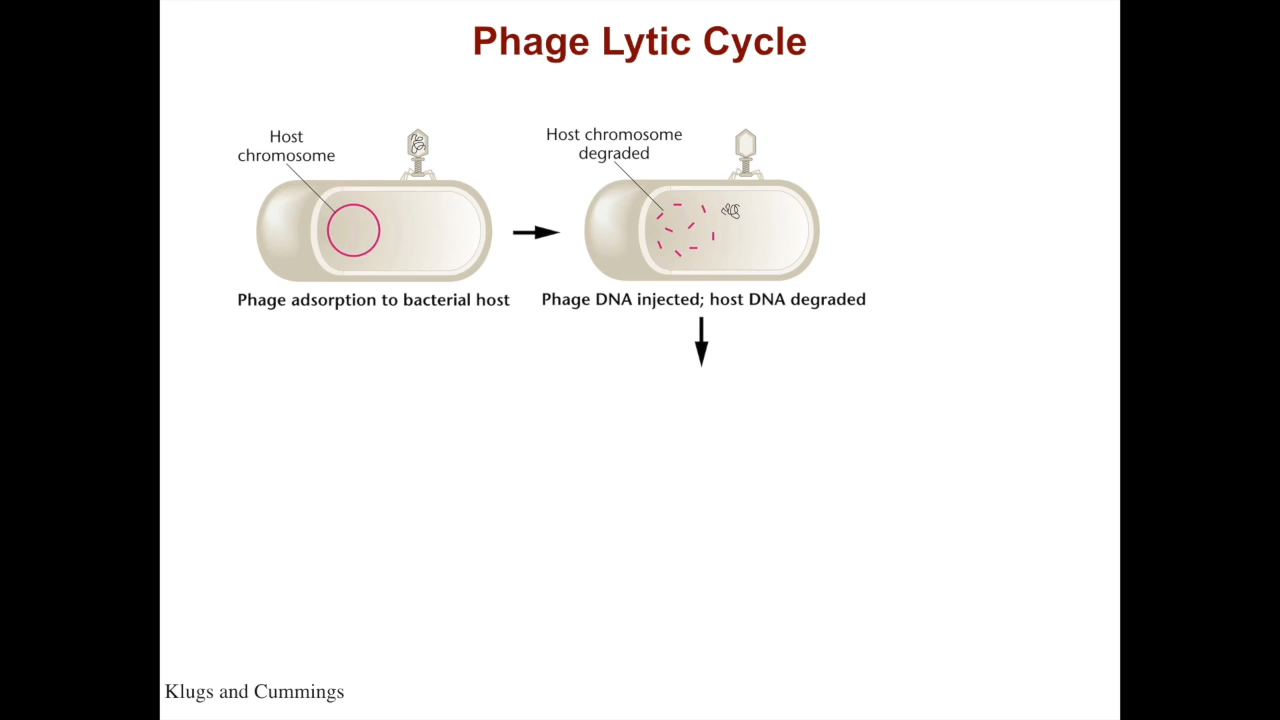 Phage Lytic Cycle
Host
chromosome
Host chromosome
degraded
Phage adsorption to bacterial host
Phage DNA injected; host DNA degraded
Klugs and Cummings